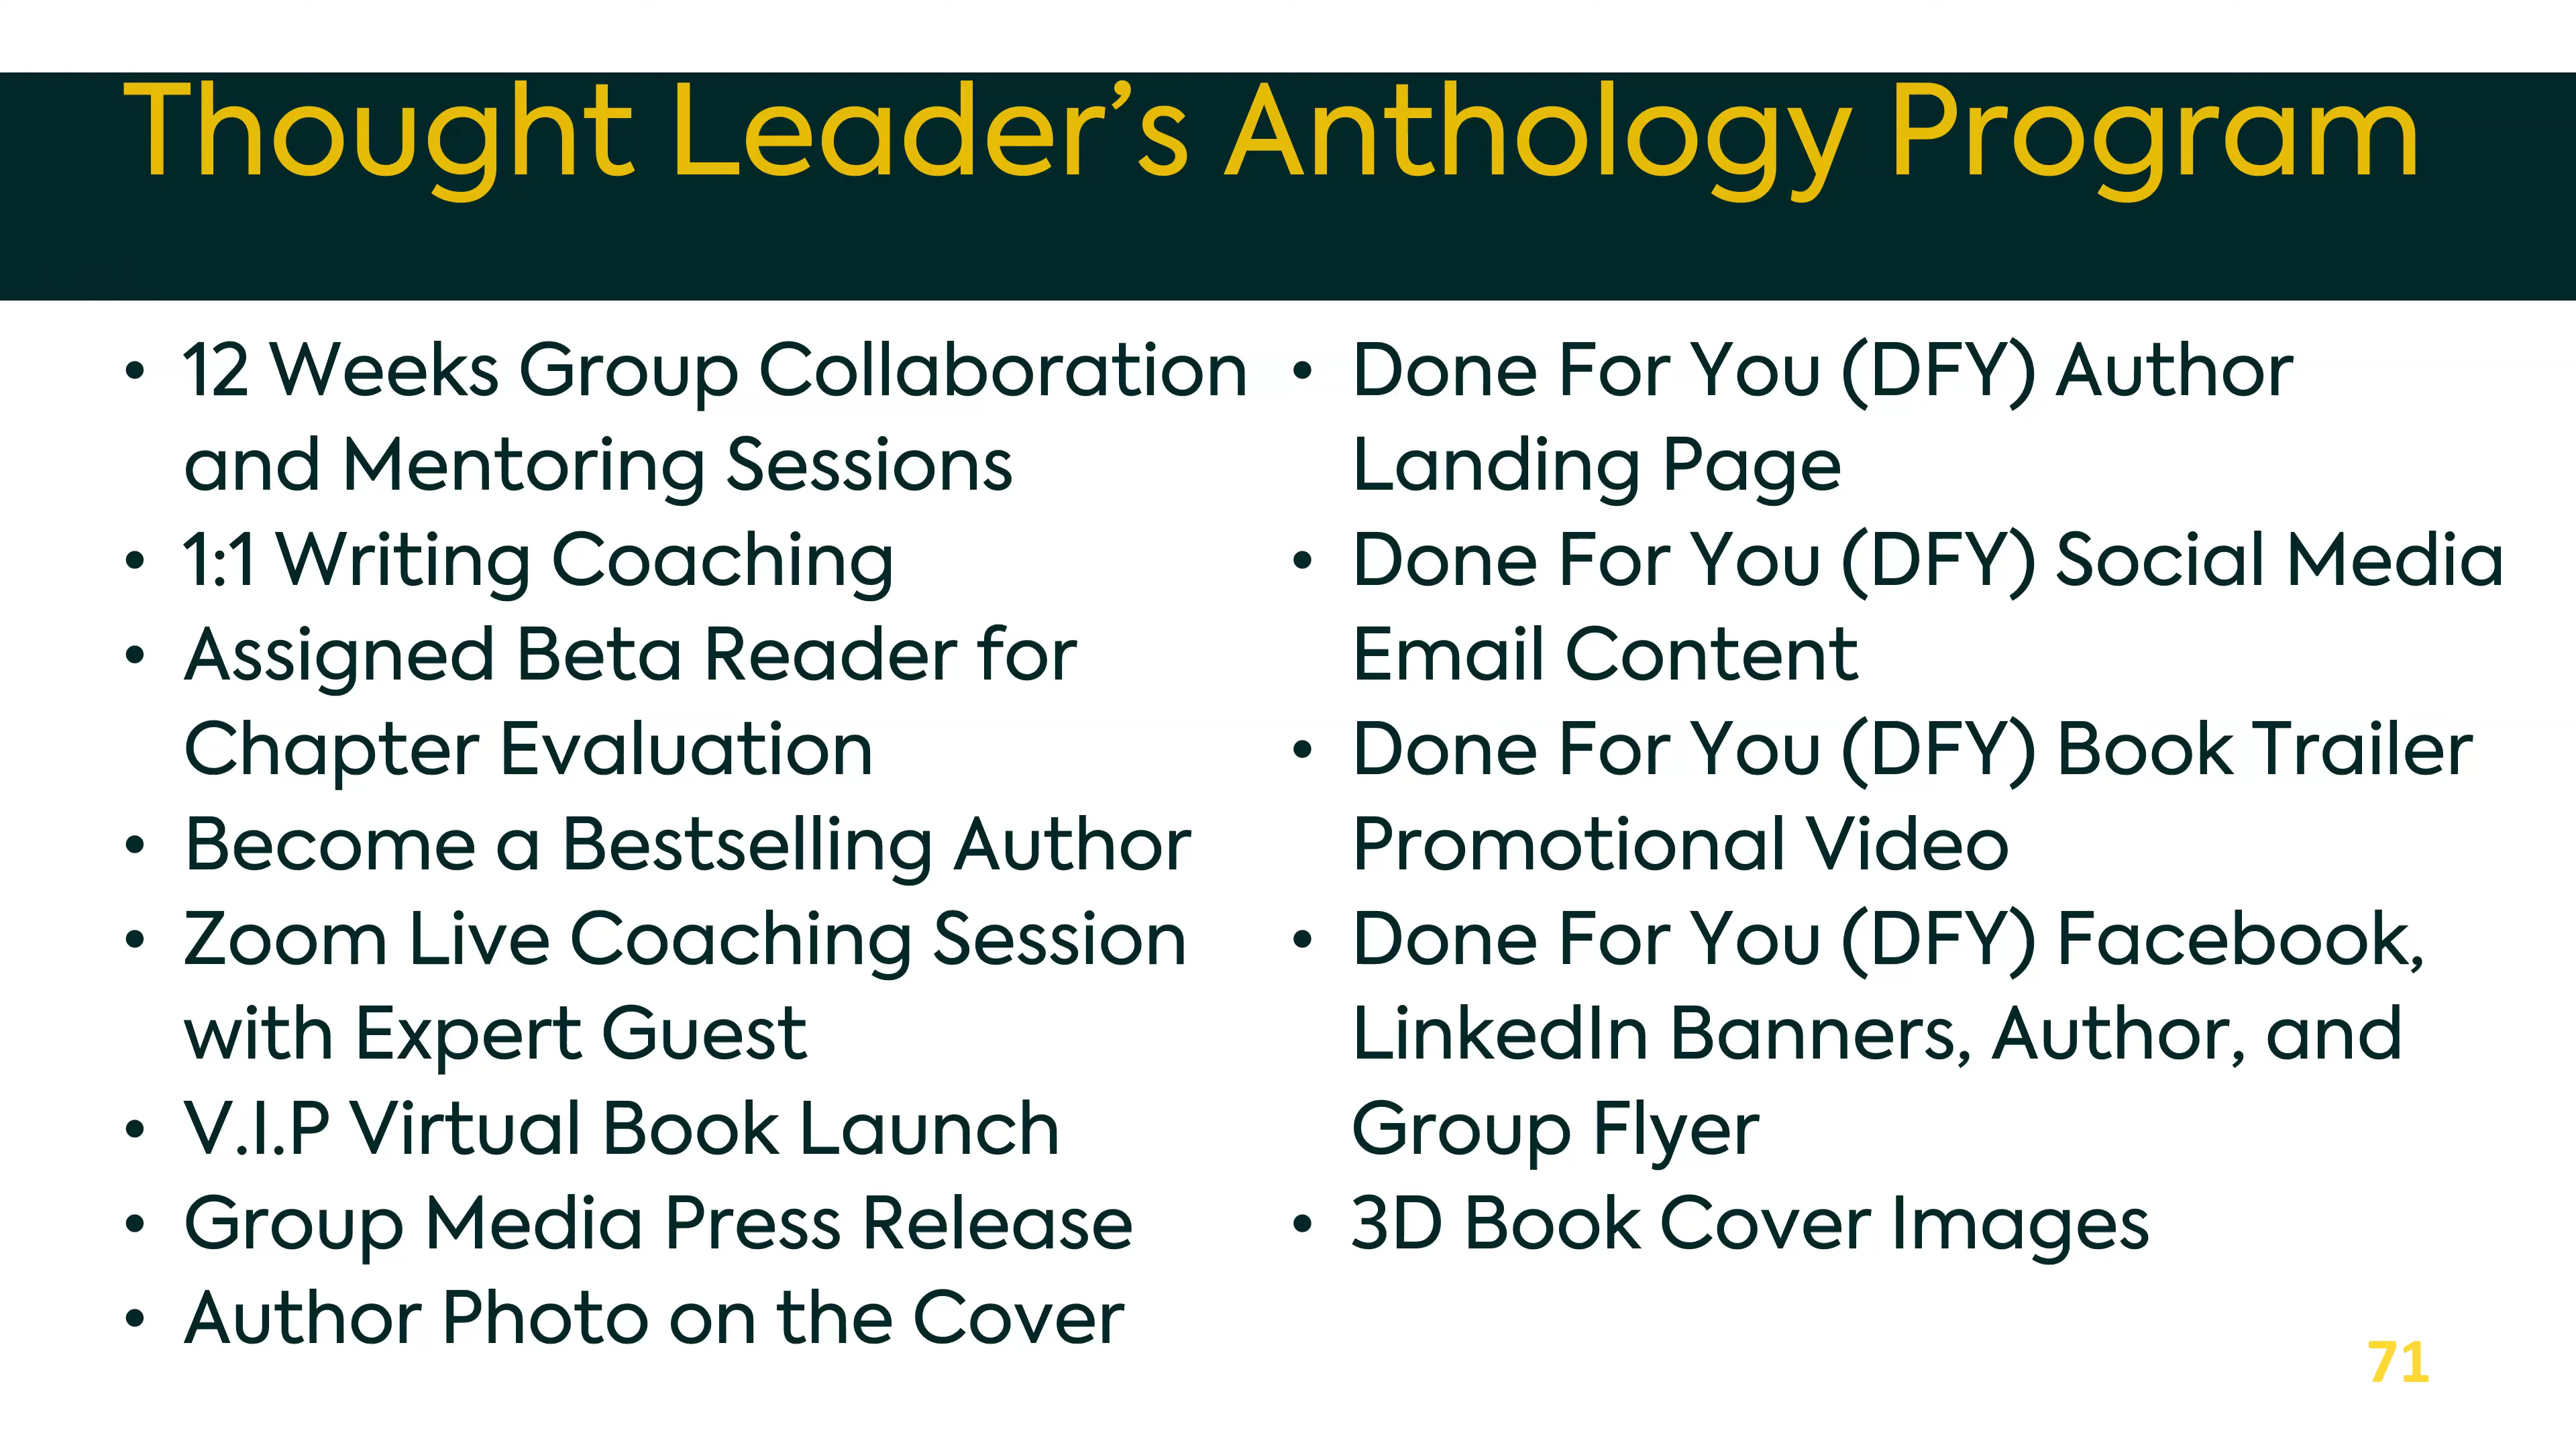 Thought Leader’s Anthology Program
• 12 Weeks Group Collaboration
and Mentoring Sessions
• 1:1 Writing Coaching
• Assigned Beta Reader for
Chapter Evaluation
• Become a Bestselling Author
• Zoom Live Coaching Session
with Expert Guest
• V.I.P Virtual Book Launch
• Group Media Press Release
• Author Photo on the Cover
• Done For You (DFY) Author
Landing Page
• Done For You (DFY) Social Media
Email Content
• Done For You (DFY) Book Trailer
Promotional Video
• Done For You (DFY) Facebook,
LinkedIn Banners, Author, and
Group Flyer
• 3D Book Cover Images
71